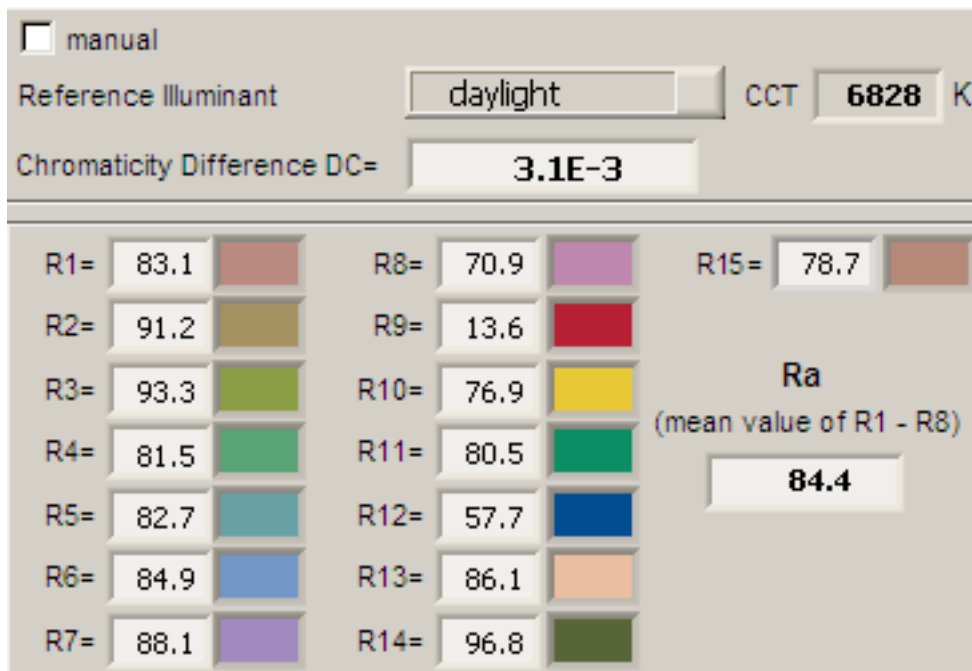 manual
Reference Illuminant daylight CCT 6828 K
Chromaticity Difference DC= 3.1E-3
R1= 83.1 R8= 70.9 R15= 78.7
R2= 91.2 R9= 13.6
R3= 93.3 R10= 76.9 Ra
(mean value of R1 - R8)
R4= 81.5 R11= 80.5
84.4
R5= 82.7 R12= 57.7
R6= 84.9 R13= 86.1
R7= 88.1 R14= 96.8